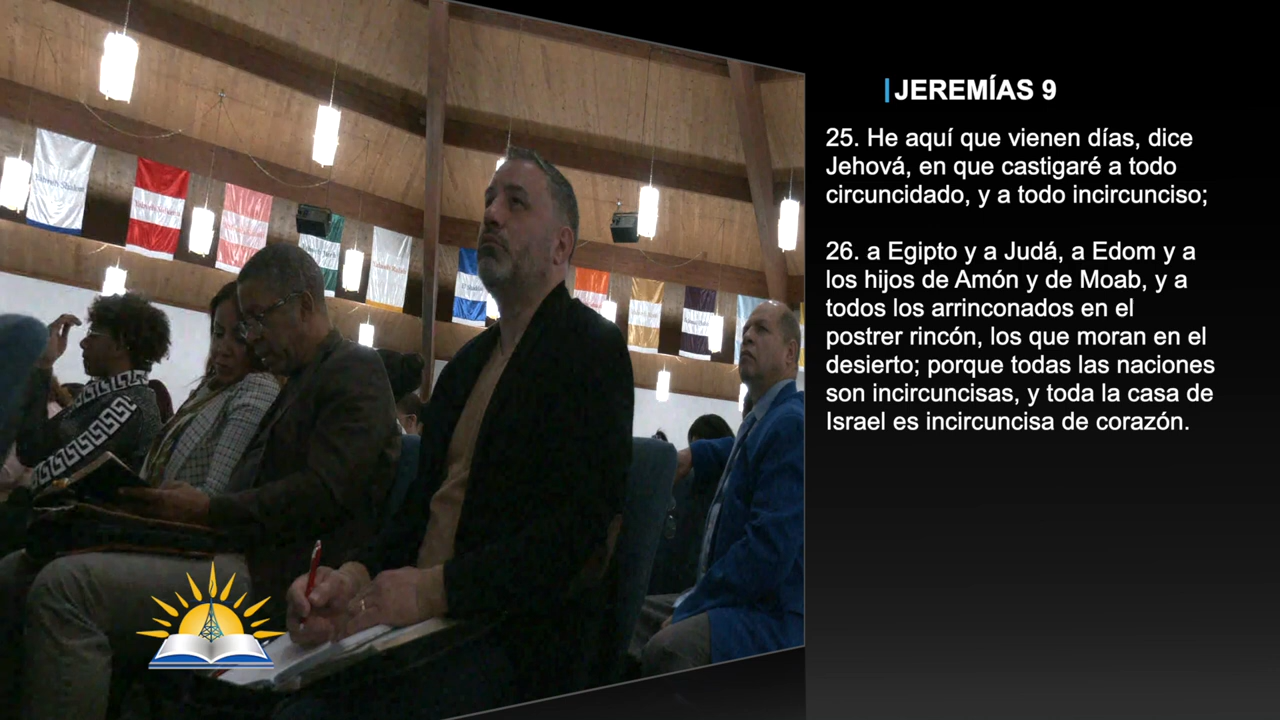 JEREMÍAS 9
25. He aquí que vienen días, dice
Jehová, en que castigaré a todo
circuncidado, y a todo incircunciso;
26. a Egipto y a Judá, a Edom y a
los hijos de Amón y de Moab, y a
todos los arrinconados en el
postrer rincón, los que moran en el
desierto; porque todas las naciones
son incircuncisas, y toda la casa de
Israel es incircuncisa de corazón.